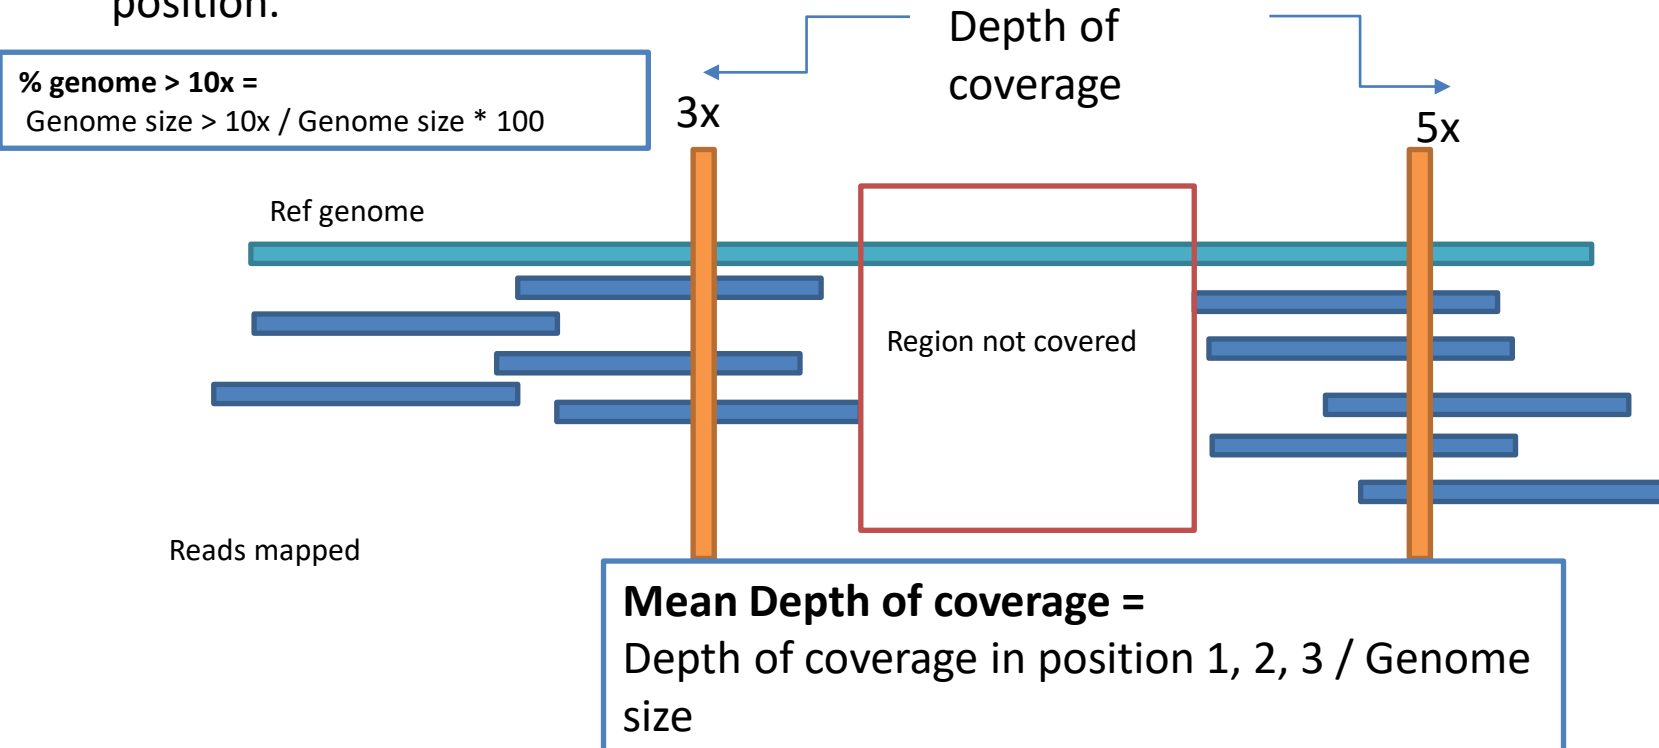 position.
Depth of
coverage
% genome > 10x =
Genome size > 10x / Genome size * 100
3x
5x
Ref genome
Region not covered
Reads mapped
Mean Depth of coverage =
Depth of coverage in position 1, 2, 3 / Genome
size